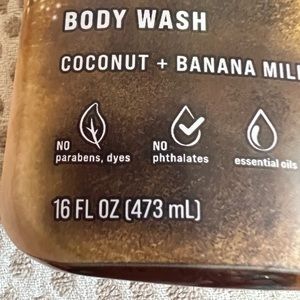 BODY WASH
COCONUT + BANANA MIL
NO
parabens, dyes
NO
phthalates
essential oils
16 FL OZ (473 mL)